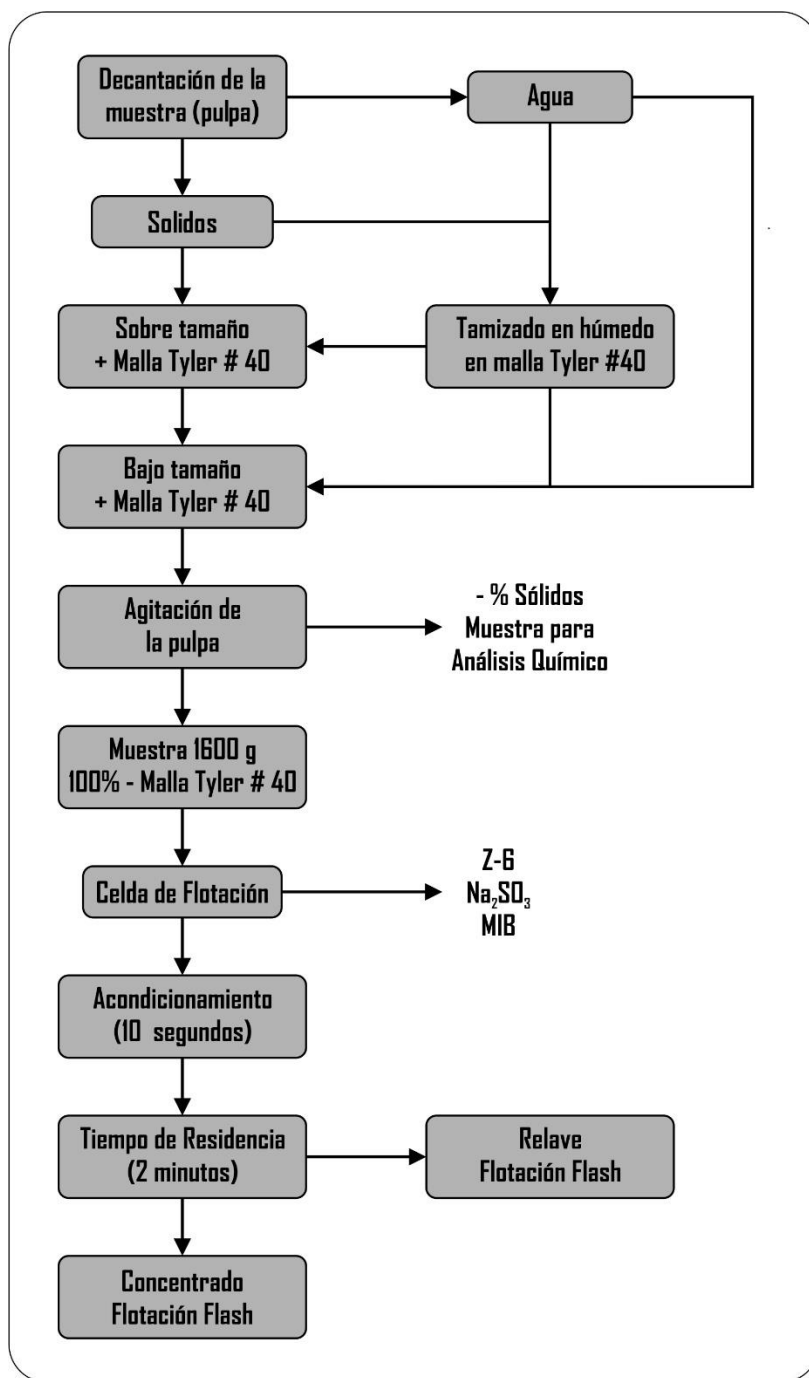 Decantación de la
muestra (pulpa)
Agua
Solidos
Sobre tamaño
+ Malla Tyler # 40
Tamizado en húmedo
en malla Tyler #40
Bajo tamaño
+ Malla Tyler # 40
Agitación de
la pulpa
- % Sólidos
Muestra para
Análisis Químico
Muestra 1600 g
100% - Malla Tyler # 40
Celda de Flotación
Z-6
Na₂SO₃
MIB
Acondicionamiento
(10 segundos)
Tiempo de Residencia
(2 minutos)
Relave
Flotación Flash
Concentrado
Flotación Flash